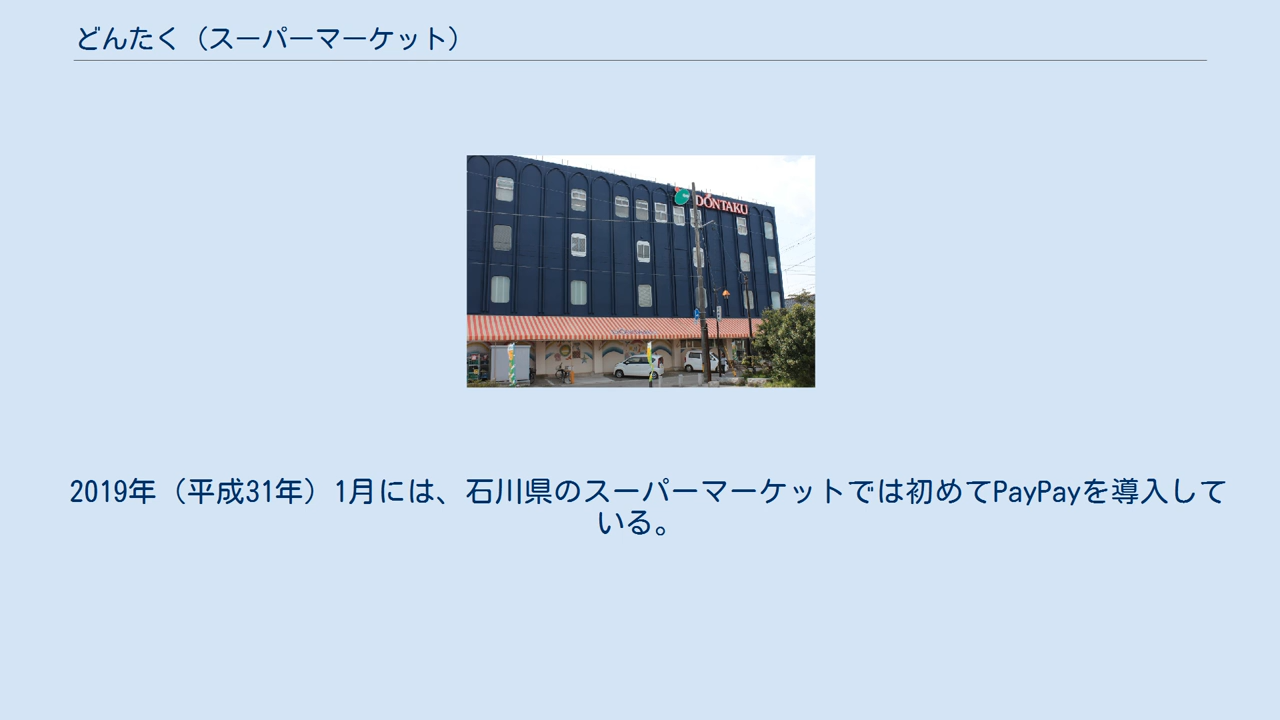 どんたく（スーパーマーケット）
DONTAKU
2019年（平成31年）1月には、石川県のスーパーマーケットでは初めてPayPayを導入して
いる。